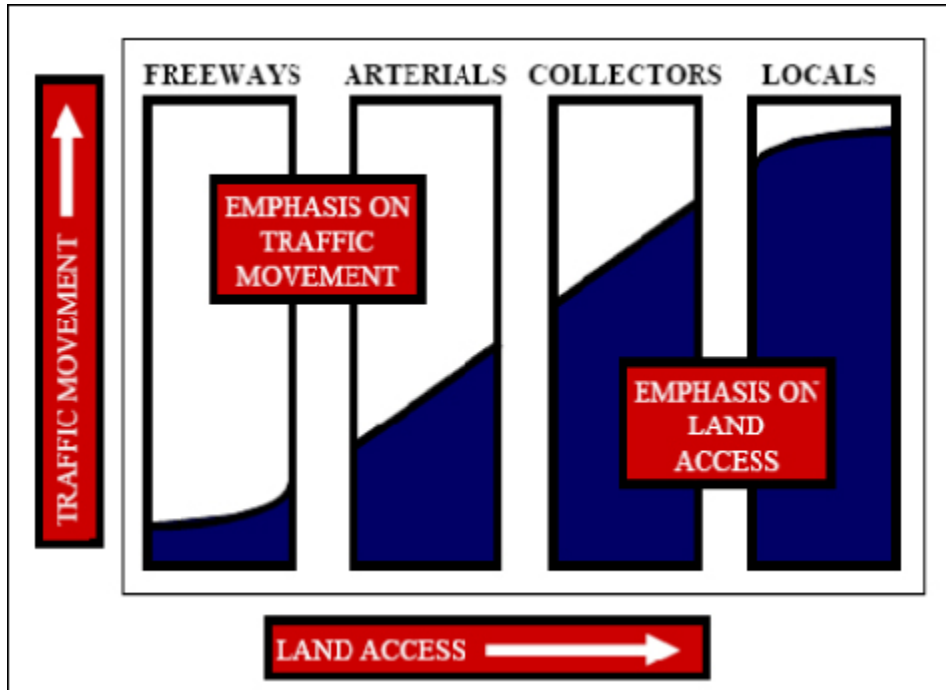 FREEWAYS ARTERIALS COLLECTORS LOCALS
TRAFFIC MOVEMENT
EMPHASIS ON
TRAFFIC
MOVEMENT
EMPHASIS ON
LAND
ACCESS
LAND ACCESS